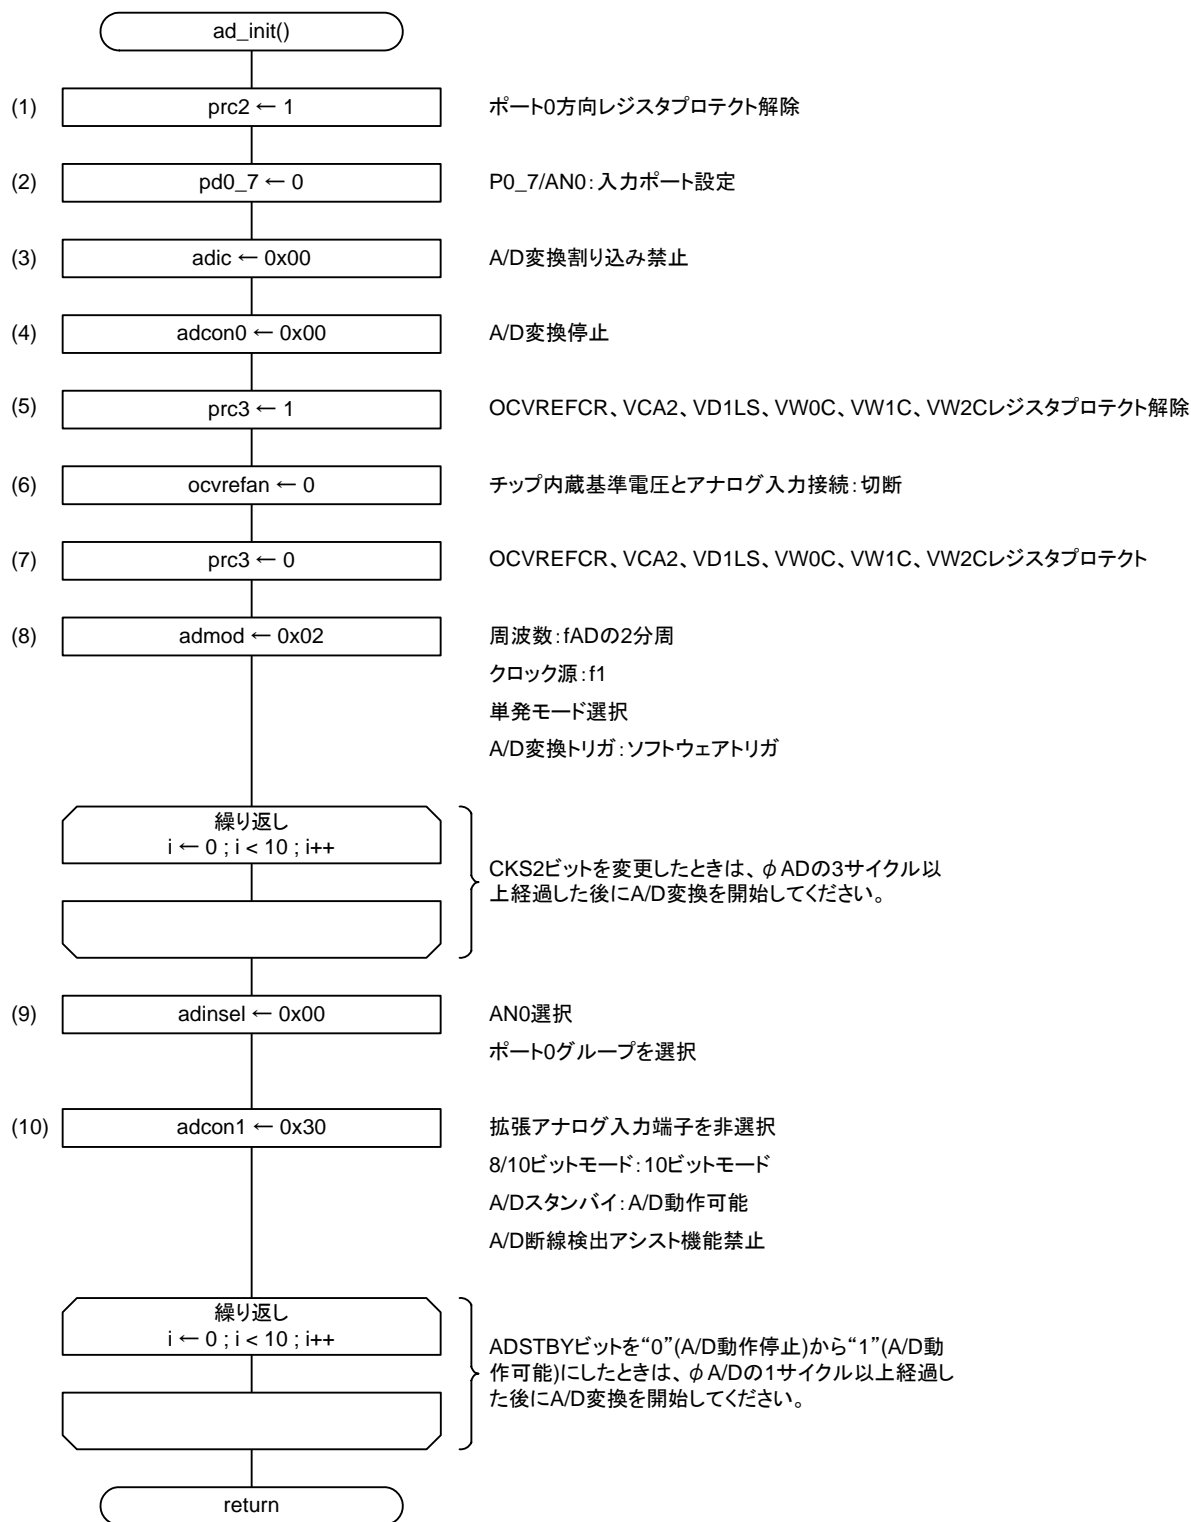 ad_init()
(1) prc2 ← 1 ポート0方向レジスタプロテクト解除
(2) pd0_7 ← 0 P0_7/AN0：入力ポート設定
(3) adic ← 0x00 A/D変換割り込み禁止
(4) adcon0 ← 0x00 A/D変換停止
(5) prc3 ← 1 OCVREFCR、VCA2、VD1LS、VW0C、VW1C、VW2Cレジスタプロテクト解除
(6) ocvrefan ← 0 チップ内蔵基準電圧とアナログ入力接続：切断
(7) prc3 ← 0 OCVREFCR、VCA2、VD1LS、VW0C、VW1C、VW2Cレジスタプロテクト
(8) admod ← 0x02 周波数：fADの2分周
クロック源：f1
単発モード選択
A/D変換トリガ：ソフトウェアトリガ
繰り返し
i ← 0 ; i < 10 ; i++
CKS2ビットを変更したときは、φADの3サイクル以
上経過した後にA/D変換を開始してください。
(9) adinsel ← 0x00 AN0選択
ポート0グループを選択
(10) adcon1 ← 0x30 拡張アナログ入力端子を非選択
8/10ビットモード：10ビットモード
A/Dスタンバイ：A/D動作可能
A/D断線検出アシスト機能禁止
繰り返し
i ← 0 ; i < 10 ; i++
ADSTBYビットを“0”(A/D動作停止)から“1”(A/D動
作可能)にしたときは、φA/Dの1サイクル以上経過し
た後にA/D変換を開始してください。
return